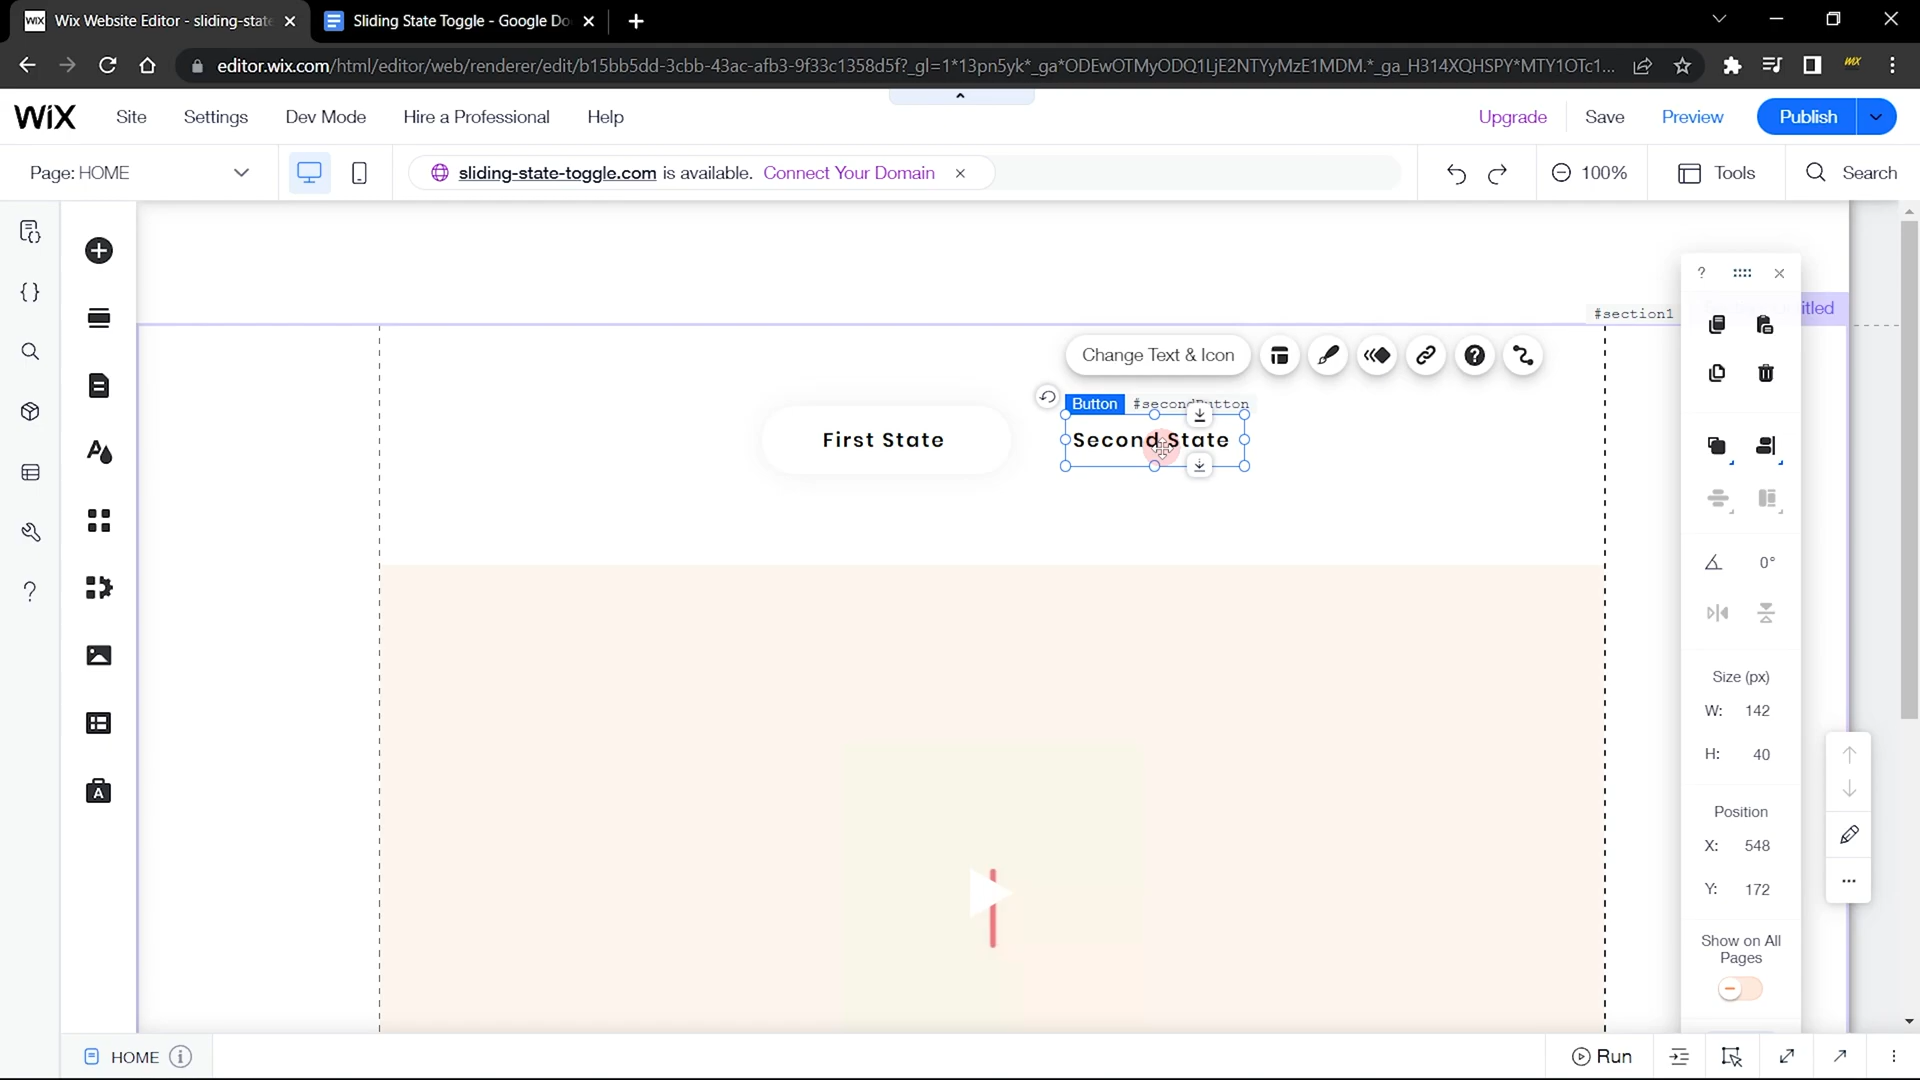 WiX Wix Website Editor - sliding-state
Sliding State Toggle - Google Do
editor.wix.com/html/editor/web/renderer/edit/b15bb5dd-3cbb-43ac-afb3-9f33c1358d5f?_gl=1*13pn5yk*_ga*ODEwOTMyODQ1LjE2NTYyMzE1MDM.*_ga_H314XQHSPY*MTY1OTc1...
WiX
WiX Site Settings Dev Mode Hire a Professional Help Upgrade Save Preview Publish
Page: HOME
sliding-state-toggle.com is available. Connect Your Domain
100% Tools Search
#section1
Change Text & Icon
Button #secondButton
First State
Second State
0°
Size (px)
W: 142
H: 40
Position
X: 548
Y: 172
Show on All
Pages
HOME
Run